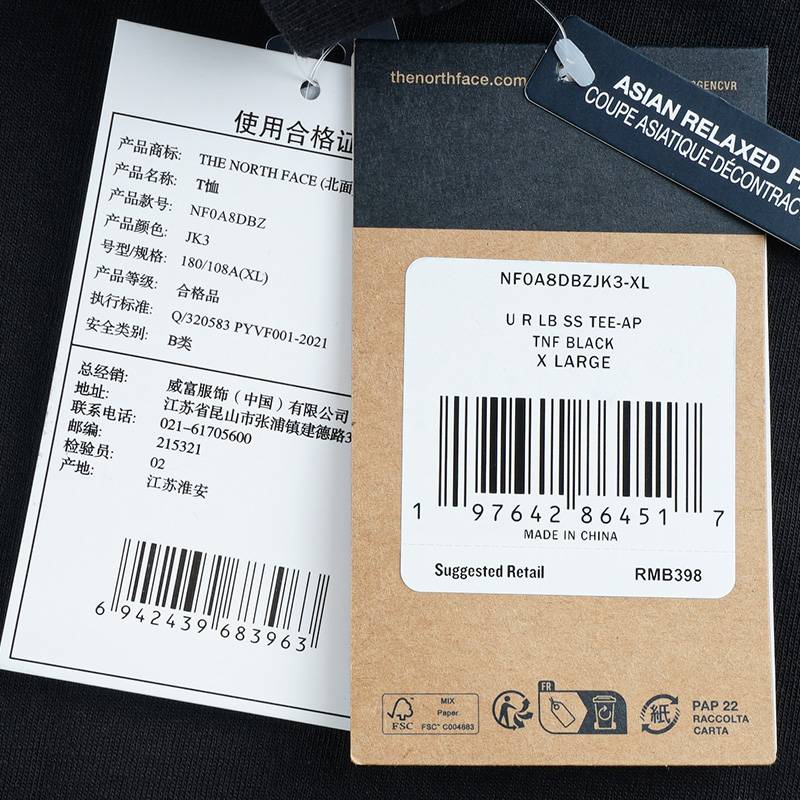 使用合格证
产品商标: THE NORTH FACE (北面
产品名称: T恤
产品款号: NF0A8DBZ
产品颜色: JK3
号型/规格: 180/108A(XL)
产品等级: 合格品
执行标准: Q/320583 PYVF001-2021
安全类别: B类
总经销: 威富服饰(中国)有限公司
地址: 江苏省昆山市张浦镇建德路3
联系电话: 021-61705600
邮编: 215321
检验员: 02
产地: 江苏淮安
6 942439 683963
thenorthface.com
GENCVR
ASIAN RELAXED F
COUPE ASIATIQUE DÉCONTRAC
NF0A8DBZJK3-XL
U R LB SS TEE-AP
TNF BLACK
X LARGE
1 97642 86451 7
MADE IN CHINA
Suggested Retail RMB398
FSC
MIX
Paper
FSC™ C004683
FR
紙
PAP 22
RACCOLTA
CARTA